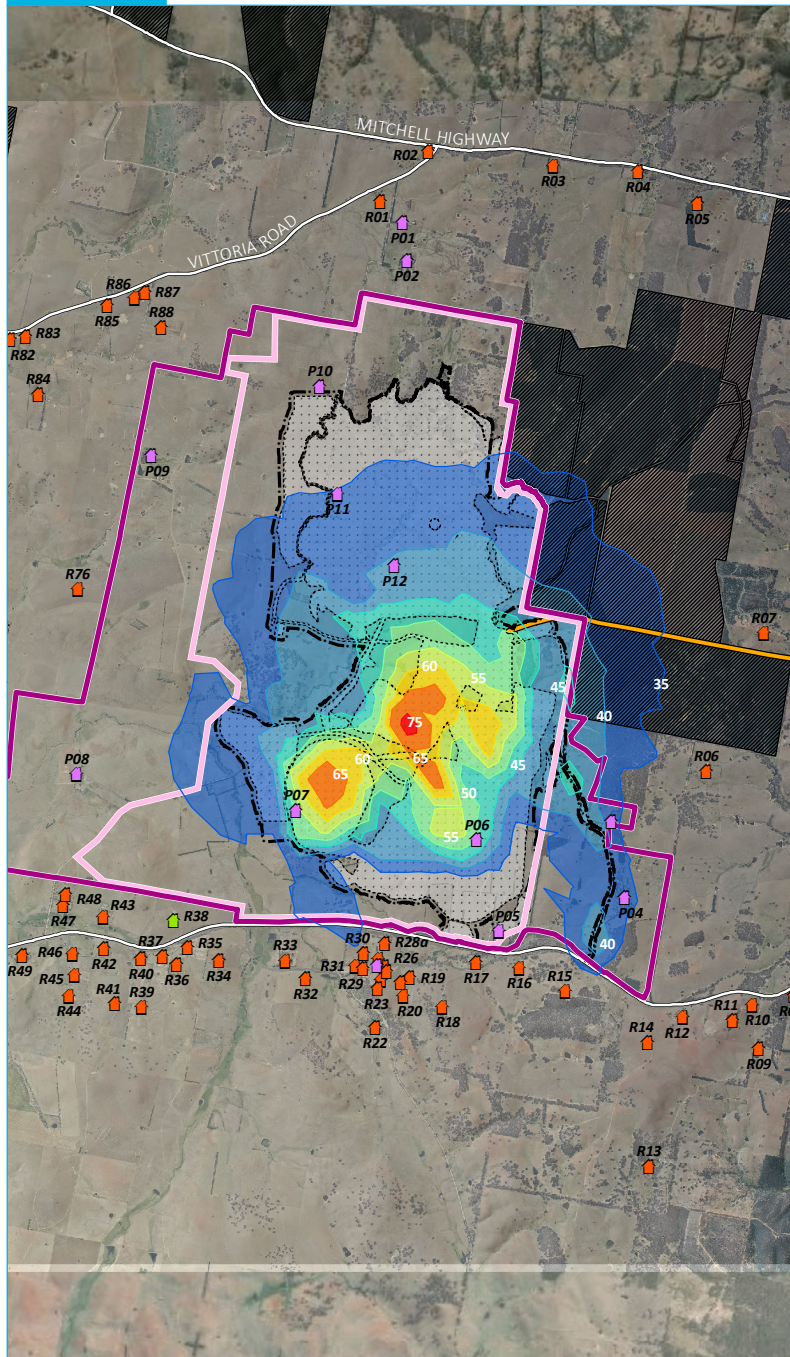 MITCHELL HIGHWAY
R02
R03
R04
R05
R01
P01
VITTORIA ROAD
P02
R86
R87
R85
R88
R83
R82
R84
P10
P09
P11
P12
R76
R07
60
55
45
35
40
75
65
60
65
45
R06
P08
50
P07
55
P06
R48
R47
R43
R38
P04
P05
40
R46
R42
R37
R35
R30
R28a
R49
R40
R36
R34
R33
R31
R26
R17
R16
R15
R45
R29
R19
R44
R41
R39
R32
R23
R20
R18
R22
R14
R12
R11
R10
R09
R13